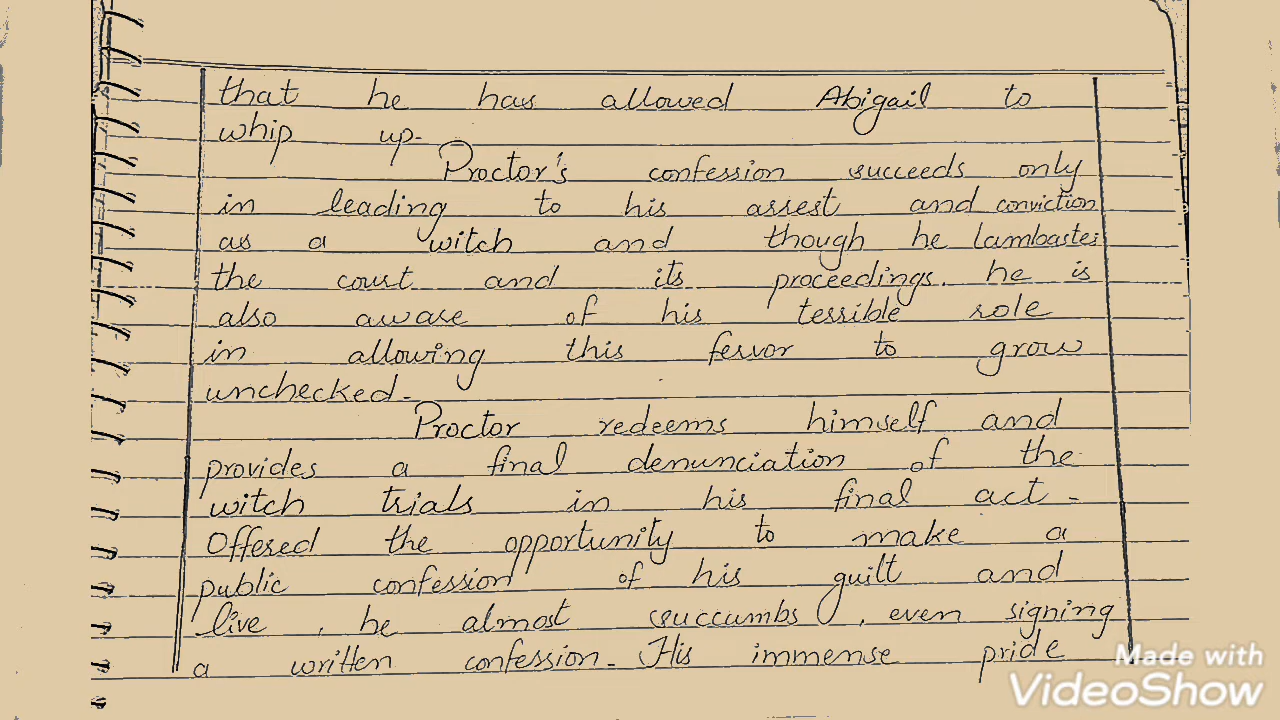 that he has allowed Abigail to
whip up.
Proctor's confession succeeds only
in leading to his arrest and conviction
as a witch and though he lambastes
the court and its proceedings. he is
also aware of his terrible role
in allowing this fervor to grow
unchecked.
Proctor redeems himself and
provides a final denunciation of the
witch trials in his final act.
Offered the opportunity to make a
public confession of his guilt and
live, he almost succumbs, even signing
a written confession. His immense pride
Made with
VideoShow